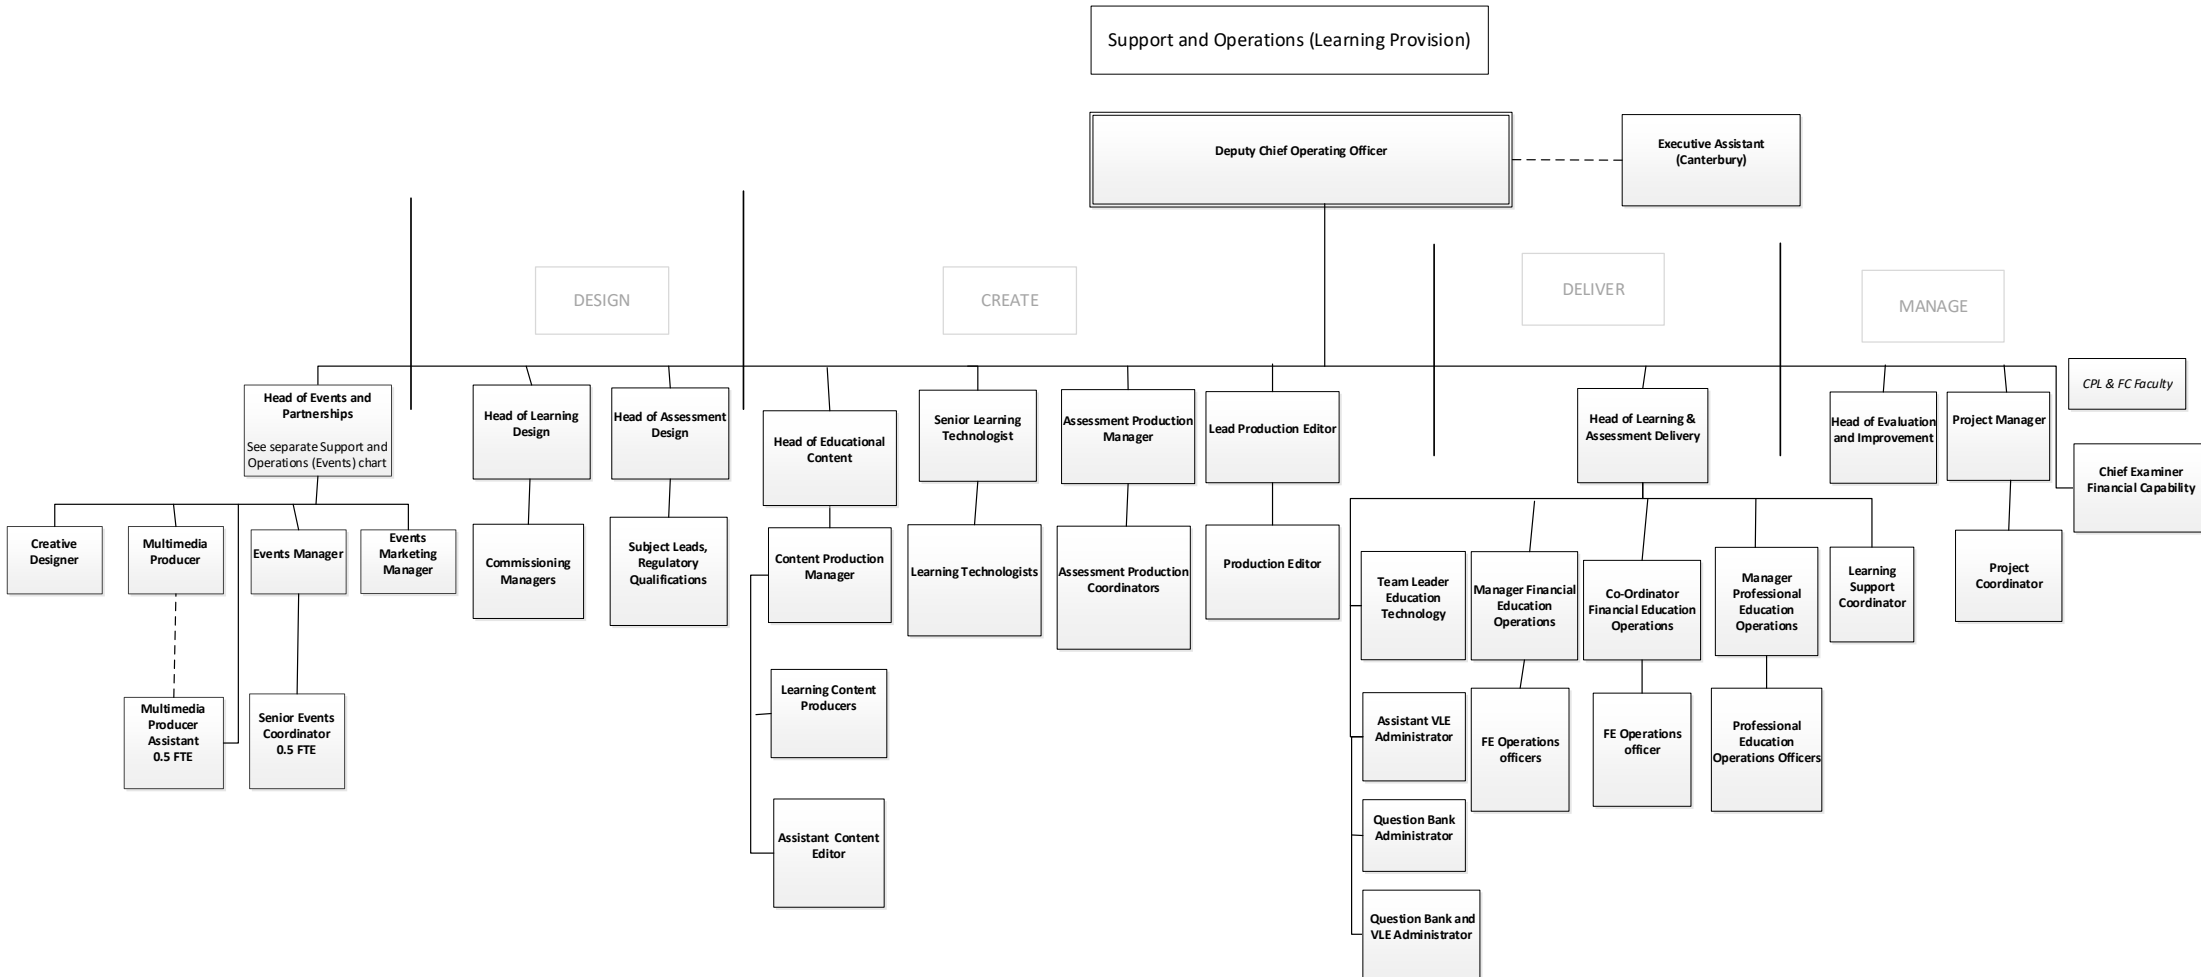 Support and Operations (Learning Provision)
Deputy Chief Operating Officer
Executive Assistant
(Canterbury)
DESIGN
CREATE
DELIVER
MANAGE
Head of Events and
Partnerships
See separate Support and
Operations (Events) chart
Head of Learning
Design
Head of Assessment
Design
Head of Educational
Content
Senior Learning
Technologist
Assessment Production
Manager
Lead Production Editor
Head of Learning &
Assessment Delivery
Head of Evaluation
and Improvement
Project Manager
CPL & FC Faculty
Chief Examiner
Financial Capability
Creative
Designer
Multimedia
Producer
Events Manager
Events
Marketing
Manager
Commissioning
Managers
Subject Leads,
Regulatory
Qualifications
Content Production
Manager
Learning Technologists
Assessment Production
Coordinators
Production Editor
Team Leader
Education
Technology
Manager Financial
Education
Operations
Co-Ordinator
Financial Education
Operations
Manager
Professional
Education
Operations
Learning
Support
Coordinator
Project
Coordinator
Multimedia
Producer
Assistant
0.5 FTE
Senior Events
Coordinator
0.5 FTE
Learning Content
Producers
Assistant VLE
Administrator
FE Operations
officers
FE Operations
officer
Professional
Education
Operations Officers
Assistant Content
Editor
Question Bank
Administrator
Question Bank and
VLE Administrator